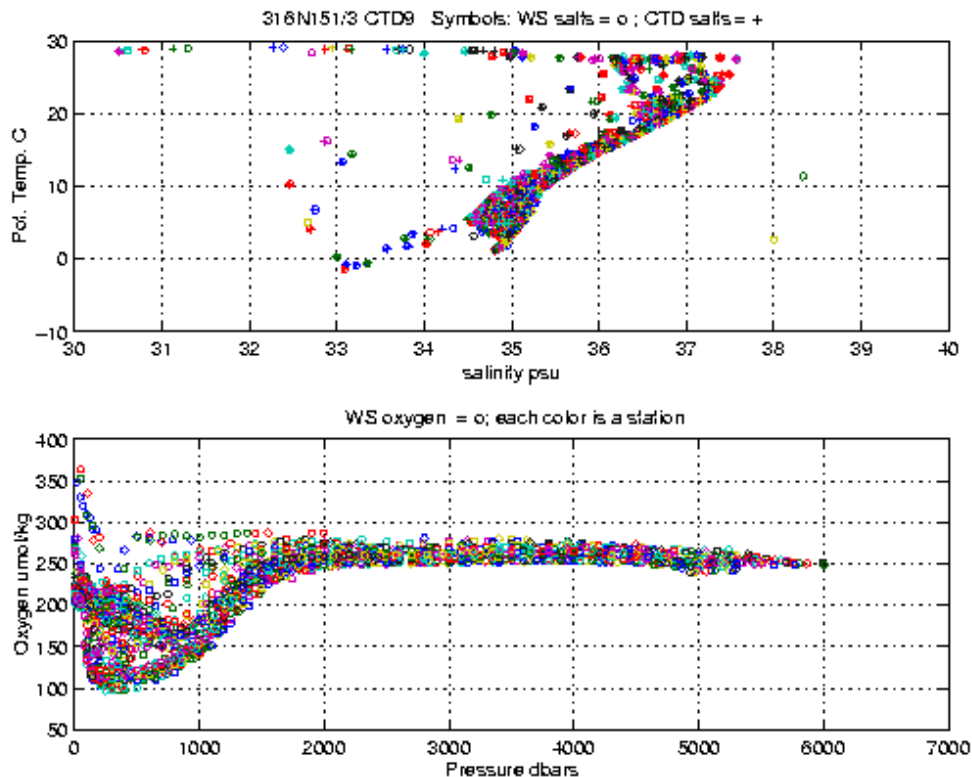 316N151/3 CTD9 Symbols: WS salts = o ; CTD salts = +
30
20
10
0
−10
Pot. Temp. C
30 31 32 33 34 35 36 37 38 39 40
salinity psu
WS oxygen = o; each color is a station
400
350
300
250
200
150
100
50
Oxygen umol/kg
0 1000 2000 3000 4000 5000 6000 7000
Pressure dbars